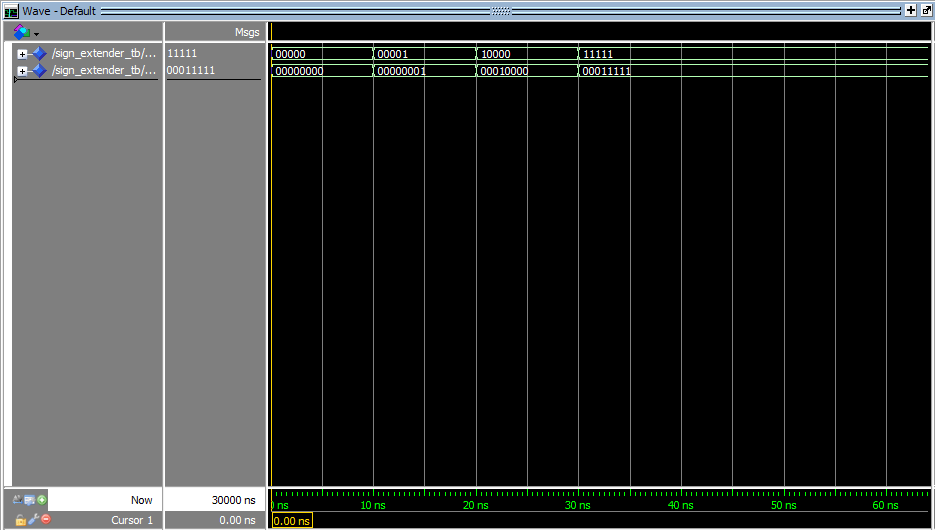 Wave - Default
Msgs
/sign_extender_tb/... 11111 00000 00001 10000 11111
/sign_extender_tb/... 00011111 00000000 00000001 00010000 00011111
Now 30000 ns ns 10 ns 20 ns 30 ns 40 ns 50 ns 60 ns
Cursor 1 0.00 ns 0.00 ns